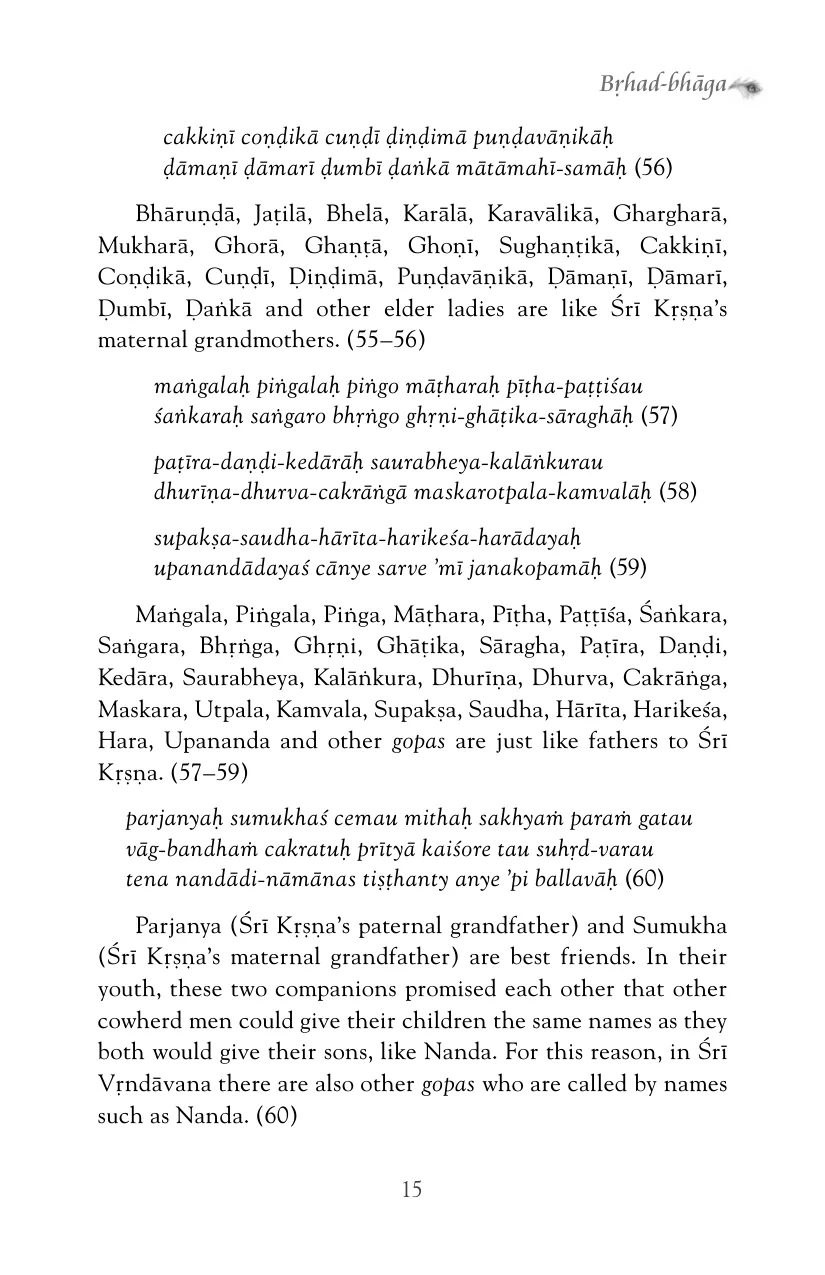 Bṛhad-bhāga
cakkiṇī coṇḍikā cuṇḍī ḍiṇḍimā puṇḍavāṇikāḥ
ḍāmaṇī ḍāmarī ḍumbī ḍaṅkā mātāmahī-samāḥ (56)
Bhāruṇḍā, Jaṭilā, Bhelā, Karālā, Karavālikā, Ghargharā,
Mukharā, Ghorā, Ghaṇṭā, Ghoṇī, Sughaṇṭikā, Cakkiṇī,
Coṇḍikā, Cuṇḍī, Ḍiṇḍimā, Puṇḍavāṇikā, Ḍāmaṇī, Ḍāmarī,
Ḍumbī, Ḍaṅkā and other elder ladies are like Śrī Kṛṣṇa’s
maternal grandmothers. (55–56)
maṅgalaḥ piṅgalaḥ piṅgo māṭharaḥ pīṭha-paṭṭiśau
śaṅkaraḥ saṅgaro bhṛṅgo ghṛṇi-ghāṭika-sāraghāḥ (57)
paṭīra-daṇḍi-kedārāḥ saurabheya-kalāṅkurau
dhurīṇa-dhurva-cakrāṅgā maskarotpala-kamvalāḥ (58)
supakṣa-saudha-hārīta-harikeśa-harādayaḥ
upanandādayaś cānye sarve ’mī janakopamāḥ (59)
Maṅgala, Piṅgala, Piṅga, Māṭhara, Pīṭha, Paṭṭīśa, Śaṅkara,
Saṅgara, Bhṛṅga, Ghṛṇi, Ghāṭika, Sāragha, Paṭīra, Daṇḍi,
Kedāra, Saurabheya, Kalāṅkura, Dhurīṇa, Dhurva, Cakrāṅga,
Maskara, Utpala, Kamvala, Supakṣa, Saudha, Hārīta, Harikeśa,
Hara, Upananda and other gopas are just like fathers to Śrī
Kṛṣṇa. (57–59)
parjanyaḥ sumukhaś cemau mithaḥ sakhyaṁ paraṁ gatau
vāg-bandhaṁ cakratuḥ prītyā kaiśore tau suhṛd-varau
tena nandādi-nāmānas tiṣṭhanty anye ’pi ballavāḥ (60)
Parjanya (Śrī Kṛṣṇa’s paternal grandfather) and Sumukha
(Śrī Kṛṣṇa’s maternal grandfather) are best friends. In their
youth, these two companions promised each other that other
cowherd men could give their children the same names as they
both would give their sons, like Nanda. For this reason, in Śrī
Vṛndāvana there are also other gopas who are called by names
such as Nanda. (60)
15